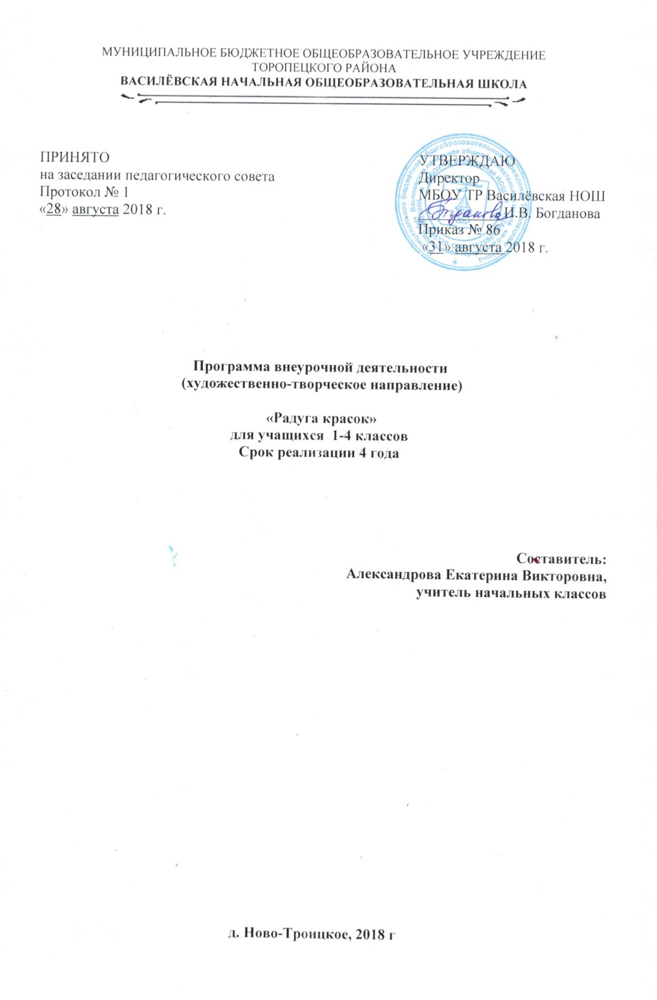 МУНИЦИПАЛЬНОЕ БЮДЖЕТНОЕ ОБЩЕОБРАЗОВАТЕЛЬНОЕ УЧРЕЖДЕНИЕ
ТОРОПЕЦКОГО РАЙОНА
ВАСИЛЁВСКАЯ НАЧАЛЬНАЯ ОБЩЕОБРАЗОВАТЕЛЬНАЯ ШКОЛА
ПРИНЯТО
на заседании педагогического совета
Протокол № 1
«28» августа 2018 г.
УТВЕРЖДАЮ
Директор
МБОУ ТР Василёвская НОШ
Богданова И.В. Богданова
Приказ № 86
«31» августа 2018 г.
Программа внеурочной деятельности
(художественно-творческое направление)
«Радуга красок»
для учащихся 1-4 классов
Срок реализации 4 года
Составитель:
Александрова Екатерина Викторовна,
учитель начальных классов
д. Ново-Троицкое, 2018 г